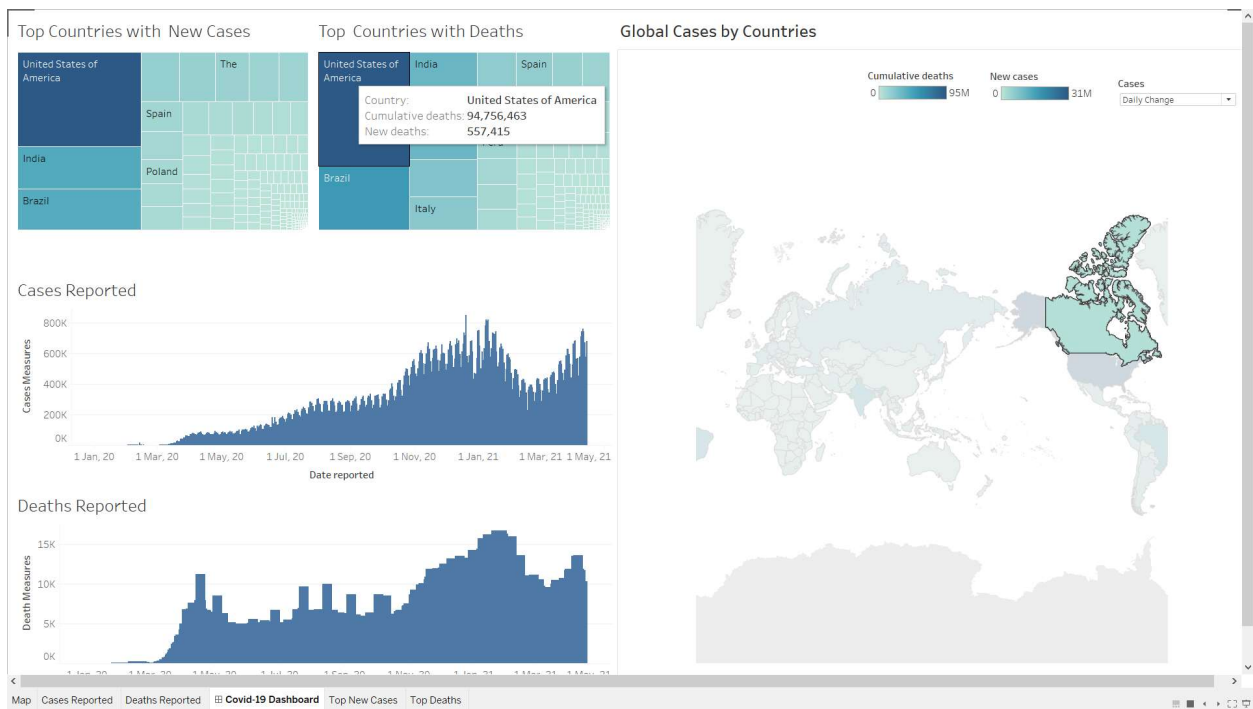 Top Countries with New Cases
United States of America
India
Brazil
The
Spain
Poland
Top Countries with Deaths
United States of America
India
Spain
Country: United States of America
Cumulative deaths: 94,756,463
New deaths: 557,415
Brazil
Italy
Global Cases by Countries
Cumulative deaths
0 95M
New cases
0 31M
Cases
Daily Change
Cases Reported
Cases Measures
800K
600K
400K
200K
0K
1 Jan, 20 1 Mar, 20 1 May, 20 1 Jul, 20 1 Sep, 20 1 Nov, 20 1 Jan, 21 1 Mar, 21 1 May, 21
Date reported
Deaths Reported
Death Measures
15K
10K
5K
0K
Map Cases Reported Deaths Reported Covid-19 Dashboard Top New Cases Top Deaths